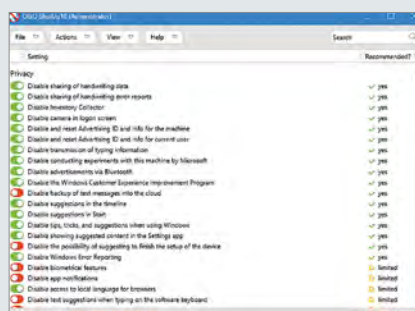 O&O ShutUp10 (Administrator)
File Actions View Help Search
Setting Recommended?
Privacy
Disable sharing of handwriting data yes
Disable sharing of handwriting error reports yes
Disable Inventory Collector yes
Disable camera in logon screen yes
Disable and reset Advertising ID and info for the machine yes
Disable and reset Advertising ID and info for current user yes
Disable transmission of typing information yes
Disable conducting experiments with this machine by Microsoft yes
Disable advertisements via Bluetooth yes
Disable the Windows Customer Experience Improvement Program yes
Disable backup of text messages into the cloud yes
Disable suggestions in the timeline yes
Disable suggestions in Start yes
Disable tips, tricks, and suggestions when using Windows yes
Disable showing suggested content in the Settings app yes
Disable the possibility of suggesting to finish the setup of the device yes
Disable Windows Error Reporting yes
Disable biometrical features limited
Disable app notifications limited
Disable access to local language for browsers limited
Disable text suggestions when typing on the software keyboard limited